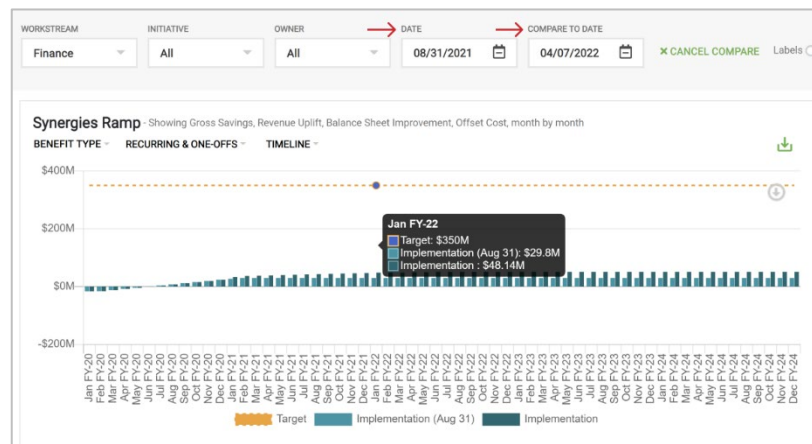 WORKSTREAM INITIATIVE OWNER DATE COMPARE TO DATE
Finance All All 08/31/2021 04/07/2022 × CANCEL COMPARE Labels
Synergies Ramp - Showing Gross Savings, Revenue Uplift, Balance Sheet Improvement, Offset Cost, month by month
BENEFIT TYPE RECURRING & ONE-OFFS TIMELINE
$400M
$200M
$0M
-$200M
Jan FY-22
Target: $350M
Implementation (Aug 31): $29.8M
Implementation : $48.14M
Jan FY-20
Feb FY-20
Mar FY-20
Apr FY-20
May FY-20
Jun FY-20
Jul FY-20
Aug FY-20
Sep FY-20
Oct FY-20
Nov FY-20
Dec FY-20
Jan FY-21
Feb FY-21
Mar FY-21
Apr FY-21
May FY-21
Jun FY-21
Jul FY-21
Aug FY-21
Sep FY-21
Oct FY-21
Nov FY-21
Dec FY-21
Jan FY-22
Feb FY-22
Mar FY-22
Apr FY-22
May FY-22
Jun FY-22
Jul FY-22
Aug FY-22
Sep FY-22
Oct FY-22
Nov FY-22
Dec FY-22
Jan FY-23
Feb FY-23
Mar FY-23
Apr FY-23
May FY-23
Jun FY-23
Jul FY-23
Aug FY-23
Sep FY-23
Oct FY-23
Nov FY-23
Dec FY-23
Jan FY-24
Feb FY-24
Mar FY-24
Apr FY-24
May FY-24
Jun FY-24
Jul FY-24
Aug FY-24
Sep FY-24
Oct FY-24
Nov FY-24
Dec FY-24
Target Implementation (Aug 31) Implementation